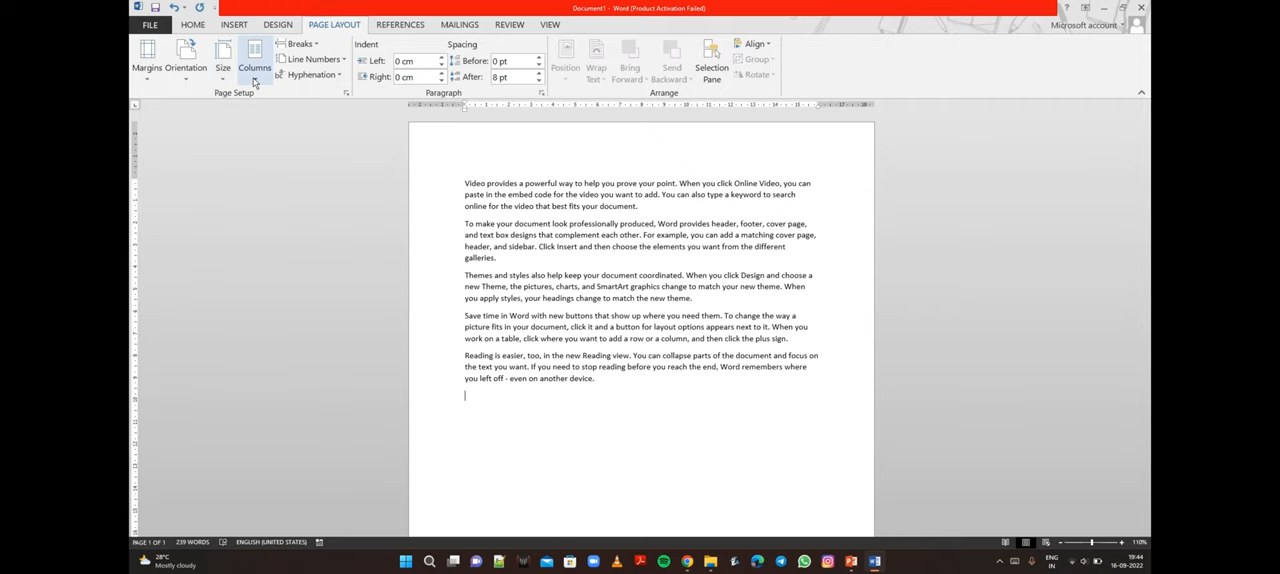 Document1 - Word (Product Activation Failed)
FILE HOME INSERT DESIGN PAGE LAYOUT REFERENCES MAILINGS REVIEW VIEW
Microsoft account
Margins Orientation Size Columns
Breaks
Line Numbers
Hyphenation
Page Setup
Indent
Left: 0 cm
Right: 0 cm
Spacing
Before: 0 pt
After: 8 pt
Paragraph
Position
Wrap Text
Bring Forward
Send Backward
Selection Pane
Align
Group
Rotate
Arrange
Video provides a powerful way to help you prove your point. When you click Online Video, you can
paste in the embed code for the video you want to add. You can also type a keyword to search
online for the video that best fits your document.
To make your document look professionally produced, Word provides header, footer, cover page,
and text box designs that complement each other. For example, you can add a matching cover page,
header, and sidebar. Click Insert and then choose the elements you want from the different
galleries.
Themes and styles also help keep your document coordinated. When you click Design and choose a
new Theme, the pictures, charts, and SmartArt graphics change to match your new theme. When
you apply styles, your headings change to match the new theme.
Save time in Word with new buttons that show up where you need them. To change the way a
picture fits in your document, click it and a button for layout options appears next to it. When you
work on a table, click where you want to add a row or a column, and then click the plus sign.
Reading is easier, too, in the new Reading view. You can collapse parts of the document and focus on
the text you want. If you need to stop reading before you reach the end, Word remembers where
you left off - even on another device.
PAGE 1 OF 1 239 WORDS ENGLISH (UNITED STATES) 110%
28°C
Mostly cloudy
ENG
IN
19:44
16-09-2022